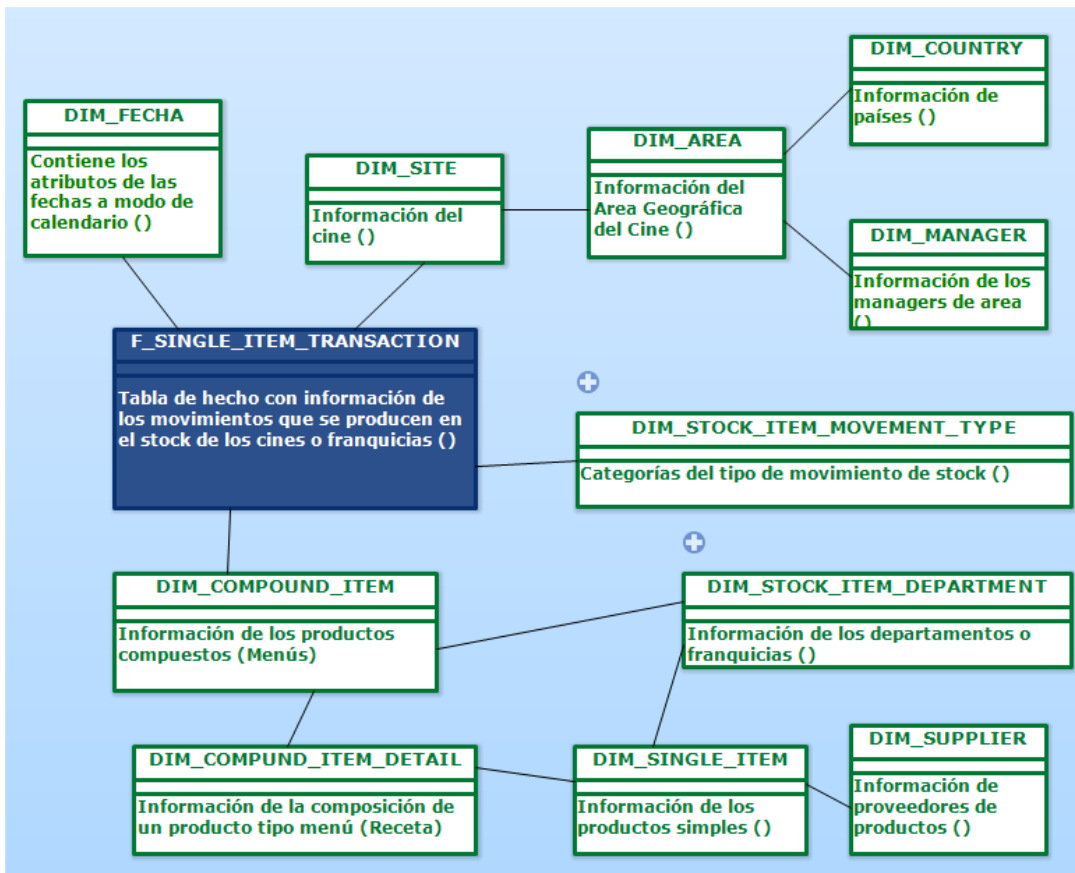 DIM_COUNTRY
Información de
países ()
DIM_FECHA
Contiene los
atributos de las
fechas a modo de
calendario ()
DIM_SITE
Información del
cine ()
DIM_AREA
Información del
Area Geográfica
del Cine ()
DIM_MANAGER
Información de los
managers de area
()
F_SINGLE_ITEM_TRANSACTION
Tabla de hecho con información de
los movimientos que se producen en
el stock de los cines o franquicias ()
DIM_STOCK_ITEM_MOVEMENT_TYPE
Categorías del tipo de movimiento de stock ()
DIM_COMPOUND_ITEM
Información de los productos
compuestos (Menús)
DIM_STOCK_ITEM_DEPARTMENT
Información de los departamentos o
franquicias ()
DIM_COMPUND_ITEM_DETAIL
Información de la composición de
un producto tipo menú (Receta)
DIM_SINGLE_ITEM
Información de los
productos simples ()
DIM_SUPPLIER
Información de
proveedores de
productos ()